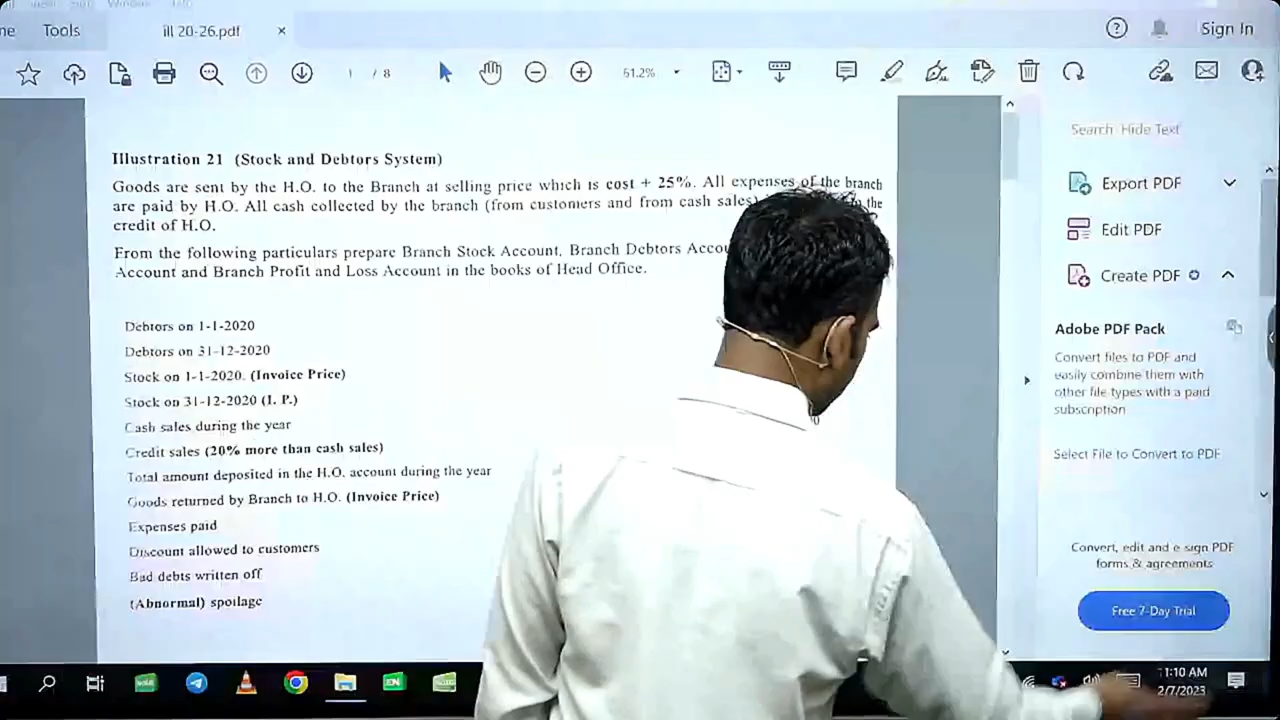 ne
Tools
ill 20-26.pdf
Sign In
1 / 8
51.2%
Illustration 21 (Stock and Debtors System)
Goods are sent by the H.O. to the Branch at selling price which is cost + 25%. All expenses of the branch
are paid by H.O. All cash collected by the branch (from customers and from cash sales) the
credit of H.O.
From the following particulars prepare Branch Stock Account, Branch Debtors
Account and Branch Profit and Loss Account in the books of Head Office.
Debtors on 1-1-2020
Debtors on 31-12-2020
Stock on 1-1-2020. (Invoice Price)
Stock on 31-12-2020 (I. P.)
Cash sales during the year
Credit sales (20% more than cash sales)
Total amount deposited in the H.O. account during the year
Goods returned by Branch to H.O. (Invoice Price)
Expenses paid
Discount allowed to customers
Bad debts written off
(Abnormal) spoilage
Search Hide Text
Export PDF
Edit PDF
Create PDF
Adobe PDF Pack
Convert files to PDF and
easily combine them with
other file types with a paid
subscription
Select File to Convert to PDF
Convert, edit and e sign PDF
forms & agreements
Free 7-Day Trial
11:10 AM
2/7/2023